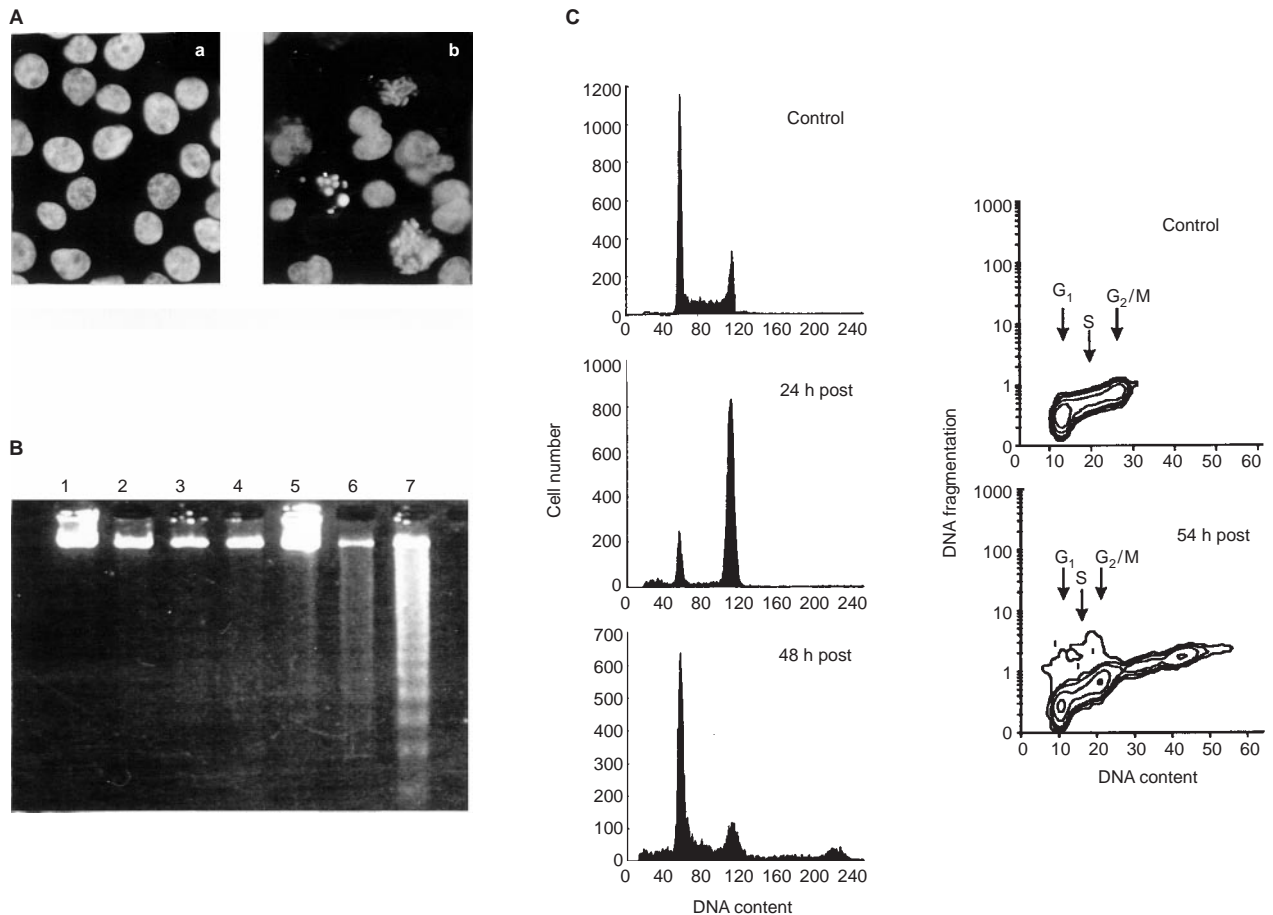 A
a
b
B
1 2 3 4 5 6 7
C
Cell number
1200
1000
800
600
400
200
0
Control
0 40 80 120 160 200 240
1000
800
600
400
200
0
24 h post
0 40 80 120 160 200 240
700
600
500
400
300
200
100
0
48 h post
0 40 80 120 160 200 240
DNA content
DNA fragmentation
1000
100
10
1
0
Control
G1
S
G2/M
0 10 20 30 40 50 60
1000
100
10
1
0
54 h post
G1
S
G2/M
0 10 20 30 40 50 60
DNA content